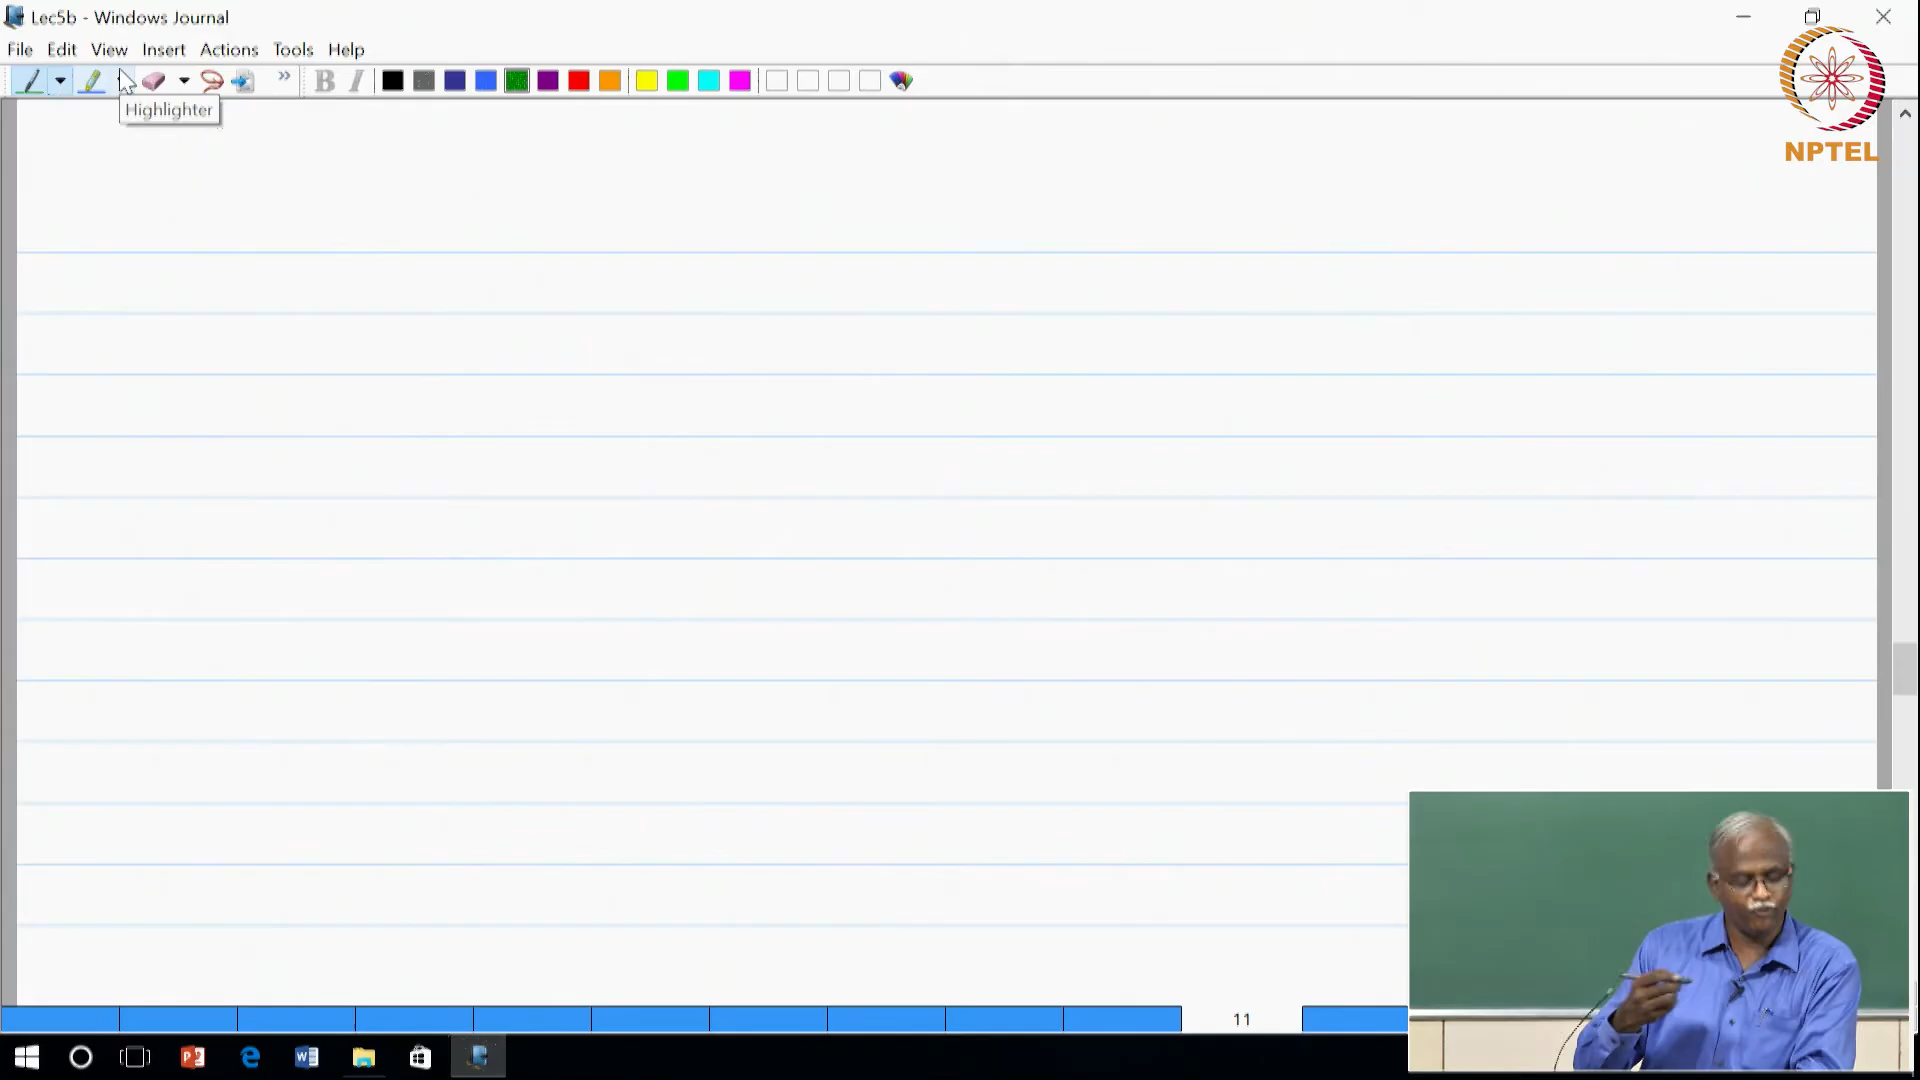 Lec5b - Windows Journal
File Edit View Insert Actions Tools Help
B I
Highlighter
NPTEL
11